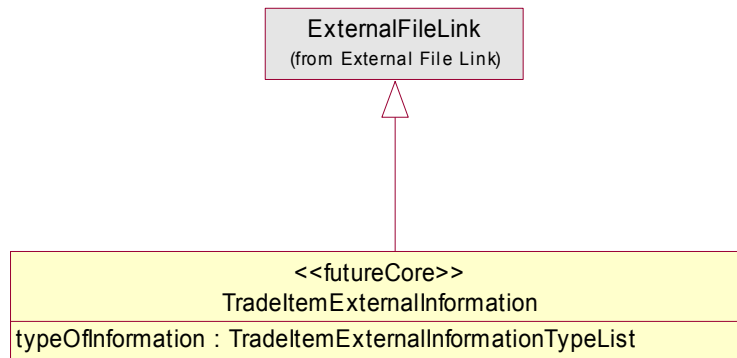 ExternalFileLink
(from External File Link)
<<futureCore>>
TradeItemExternalInformation
typeOfInformation : TradeItemExternalInformationTypeList